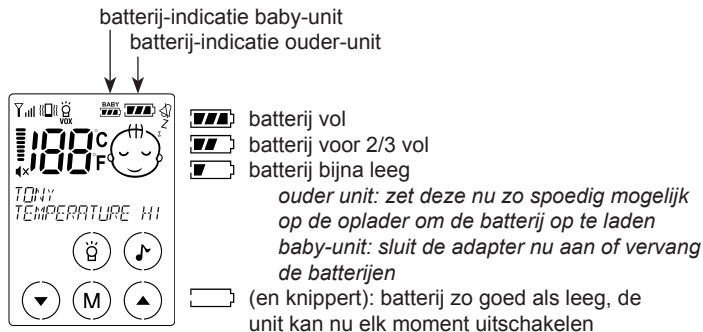 batterij-indicatie baby-unit
batterij-indicatie ouder-unit
VOX
BABY
z
z
188°C
F
TONY
TEMPERATURE HI
M
batterij vol
batterij voor 2/3 vol
batterij bijna leeg
ouder unit: zet deze nu zo spoedig mogelijk
op de oplader om de batterij op te laden
baby-unit: sluit de adapter nu aan of vervang
de batterijen
(en knippert): batterij zo goed als leeg, de
unit kan nu elk moment uitschakelen